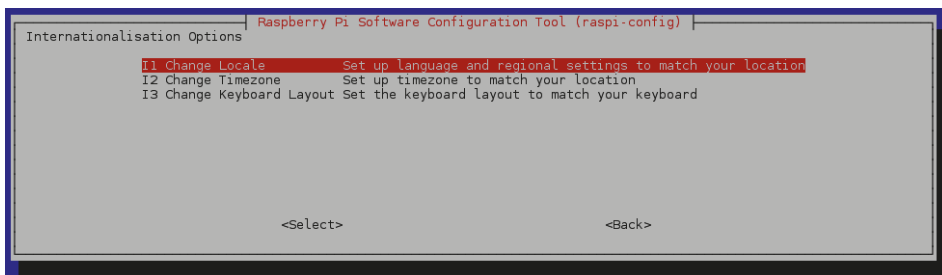 Raspberry Pi Software Configuration Tool (raspi-config)
Internationalisation Options
I1 Change Locale Set up language and regional settings to match your location
I2 Change Timezone Set up timezone to match your location
I3 Change Keyboard Layout Set the keyboard layout to match your keyboard
<Select> <Back>